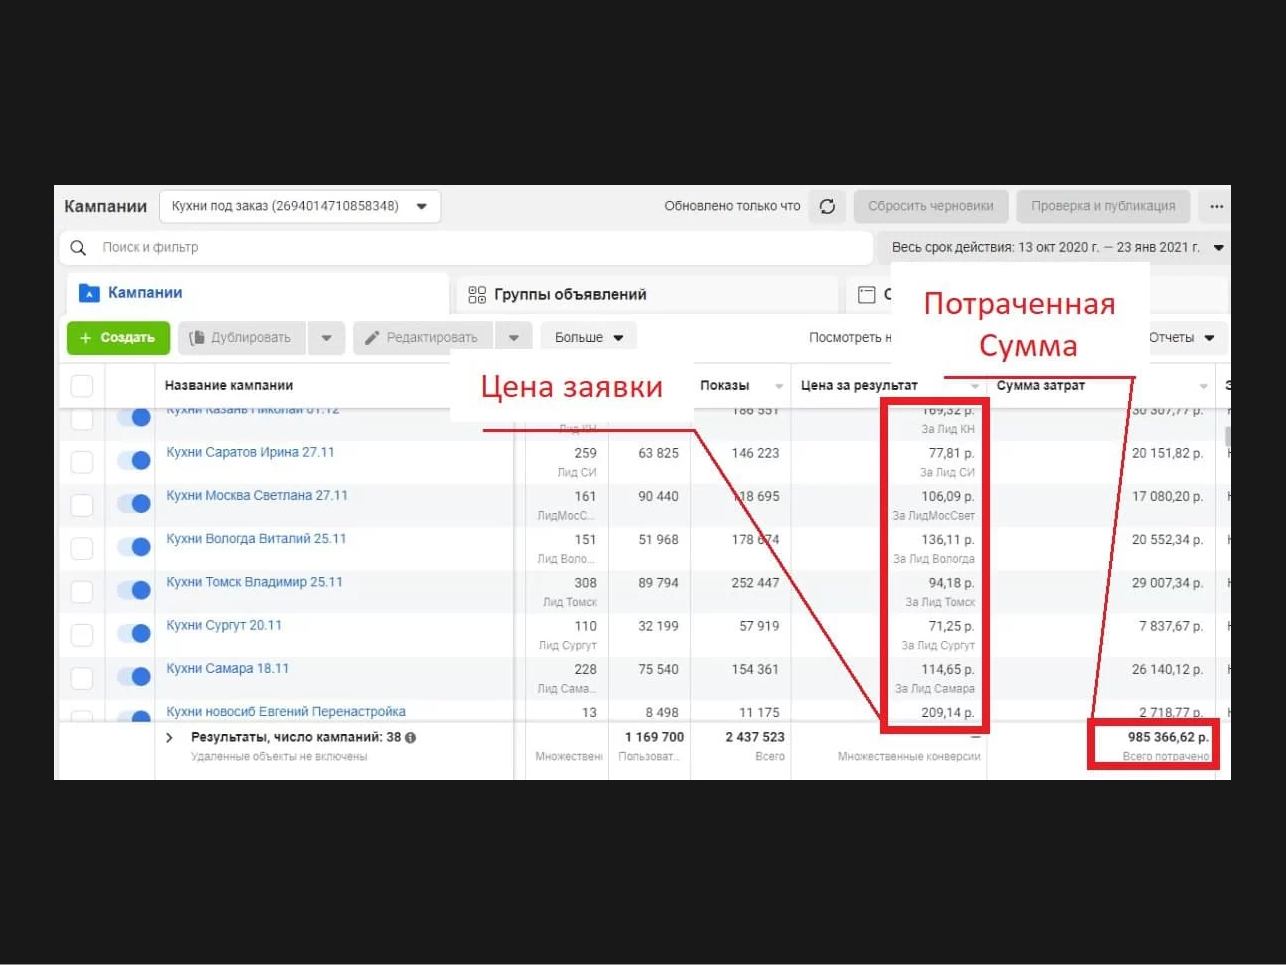 Кампании Кухни под заказ (2694014710858348) Обновлено только что Сбросить черновики Проверка и публикация ...
Поиск и фильтр Весь срок действия: 13 окт 2020 г. — 23 янв 2021 г.
Кампании Группы объявлений
Потраченная
Сумма
+ Создать Дублировать Редактировать Больше Посмотреть Отчеты
Цена заявки
Название кампании Показы Цена за результат Сумма затрат
Кухни Казань Николай 01.12 186 551 169,32 р. 30 307,77 р.
Лид КН За Лид КН
Кухни Саратов Ирина 27.11 259 63 825 146 223 77,81 р. 20 151,82 р.
Лид СИ За Лид СИ
Кухни Москва Светлана 27.11 161 90 440 118 695 106,09 р. 17 080,20 р.
ЛидМосС... За ЛидМосСвет
Кухни Вологда Виталий 25.11 151 51 968 178 674 136,11 р. 20 552,34 р.
Лид Воло... За Лид Вологда
Кухни Томск Владимир 25.11 308 89 794 252 447 94,18 р. 29 007,34 р.
Лид Томск За Лид Томск
Кухни Сургут 20.11 110 32 199 57 919 71,25 р. 7 837,67 р.
Лид Сургут За Лид Сургут
Кухни Самара 18.11 228 75 540 154 361 114,65 р. 26 140,12 р.
Лид Сама... За Лид Самара
Кухни новосиб Евгений Перенастройка 13 8 498 11 175 209,14 р. 2 718,77 р.
Результаты, число кампаний: 38 1 169 700 2 437 523 — 985 366,62 р.
Удаленные объекты не включены Множествені Пользоват... Всего Множественные конверсии Всего потрачено